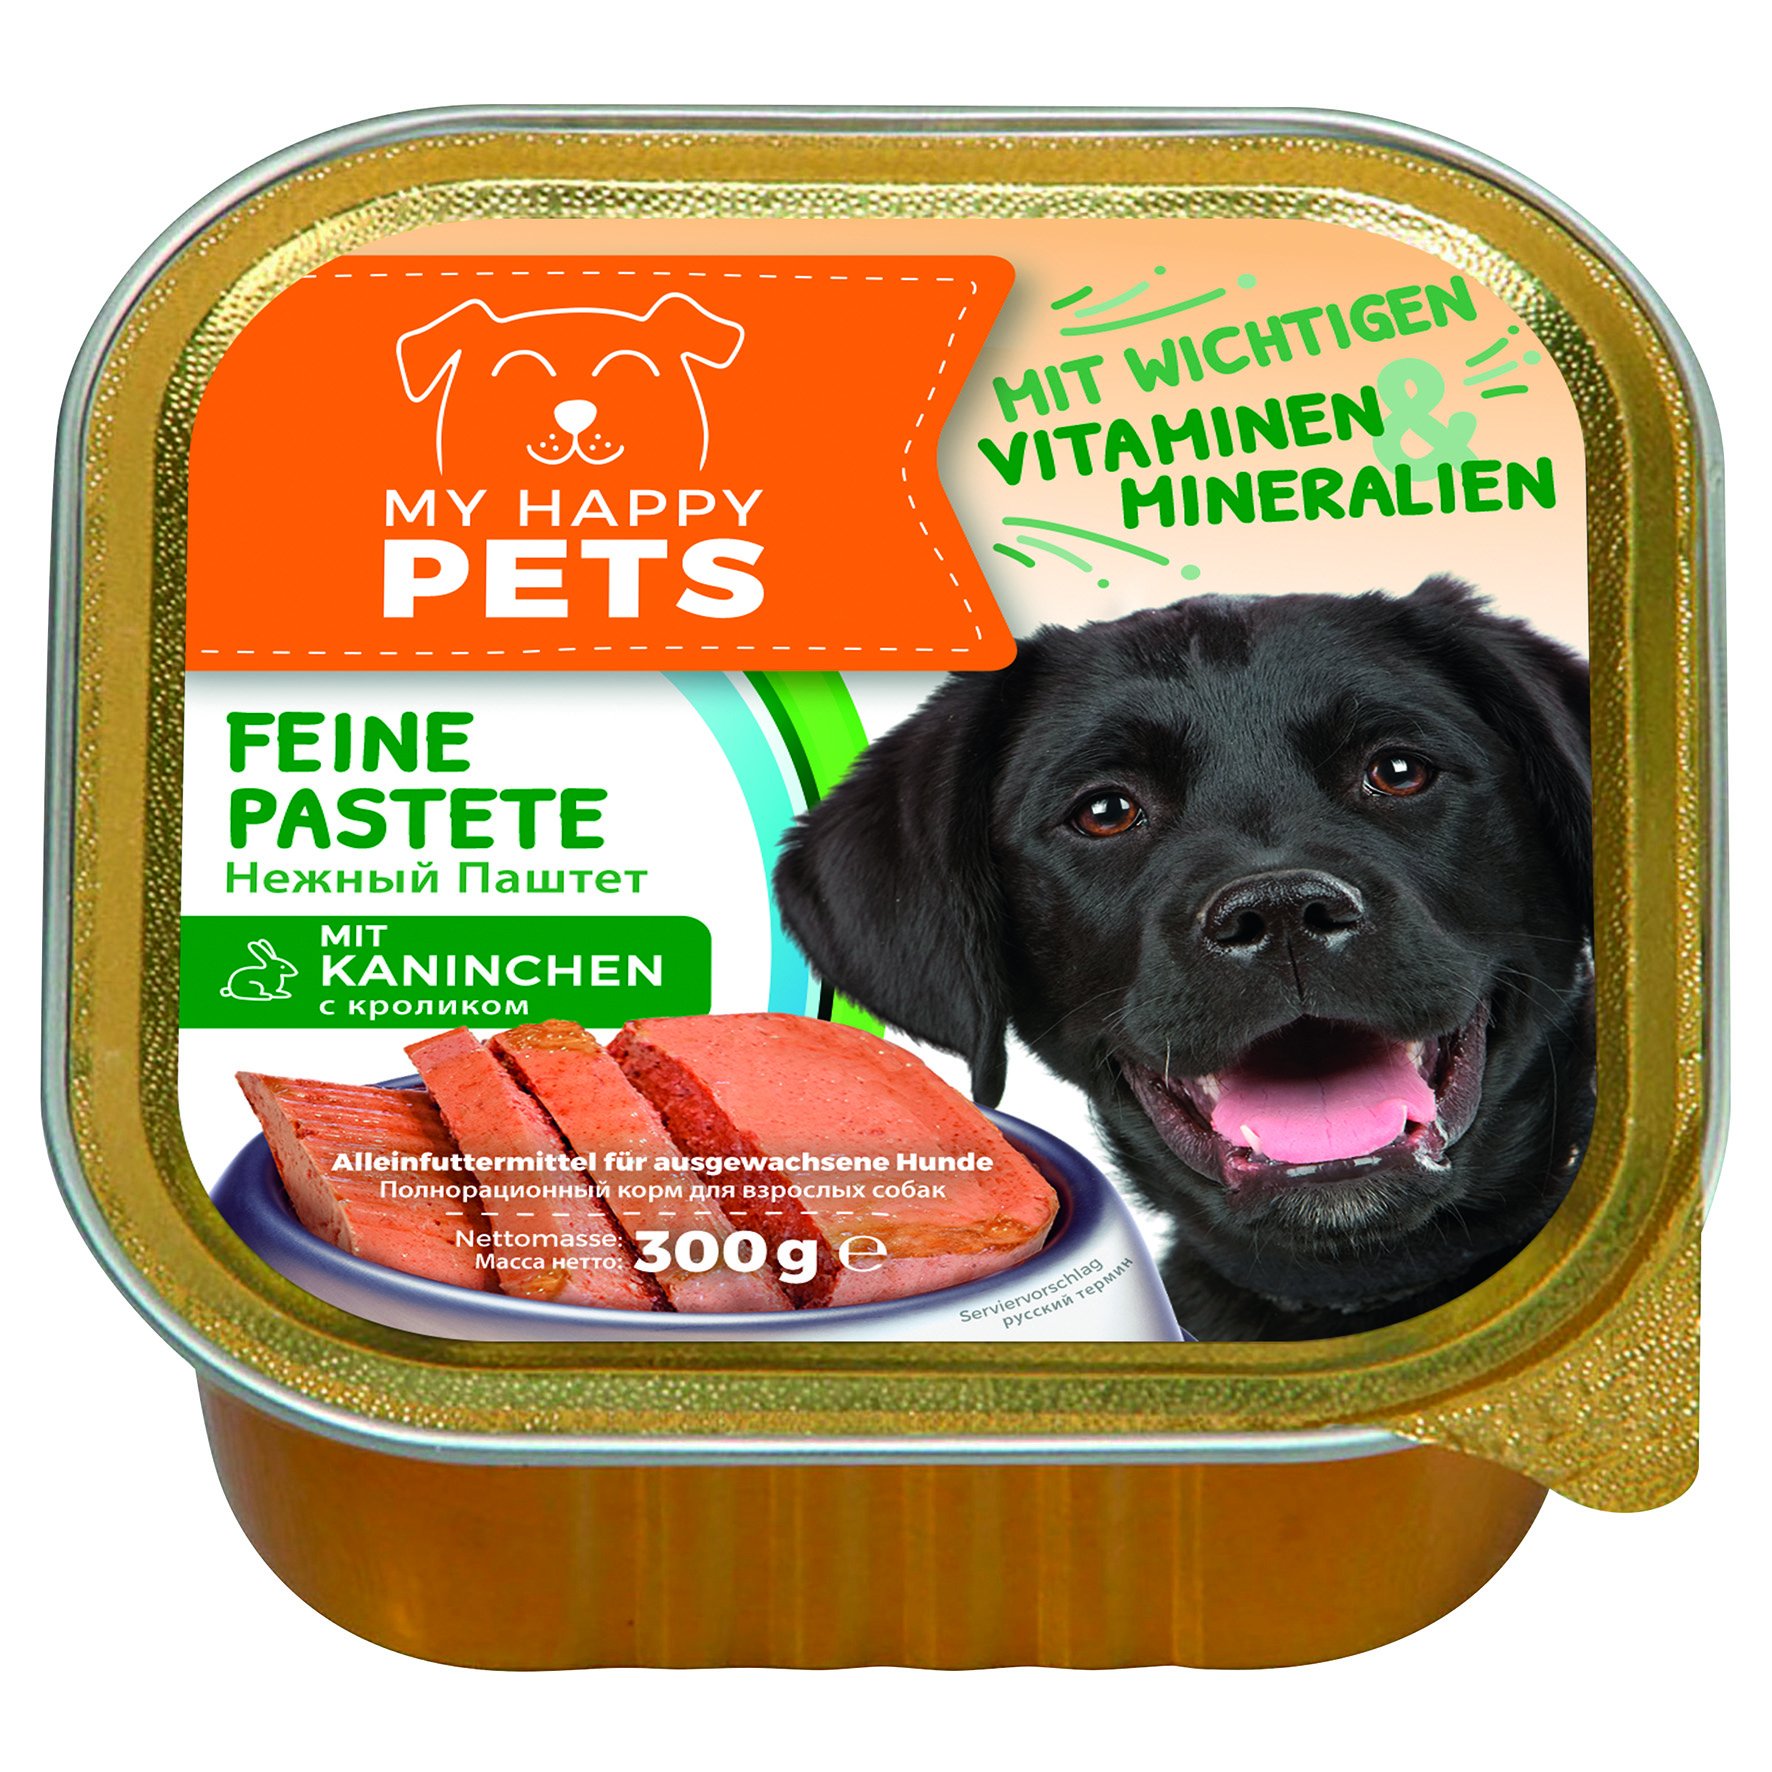 MY HAPPY
PETS
MIT WICHTIGEN
VITAMINEN &
MINERALIEN
FEINE
PASTETE
Нежный Паштет
MIT
KANINCHEN
с кроликом
Alleinfuttermittel für ausgewachsene Hunde
Полнорационный корм для взрослых собак
Nettomasse:
Масса нетто:
300g ℮
Serviervorschlag
русский термин